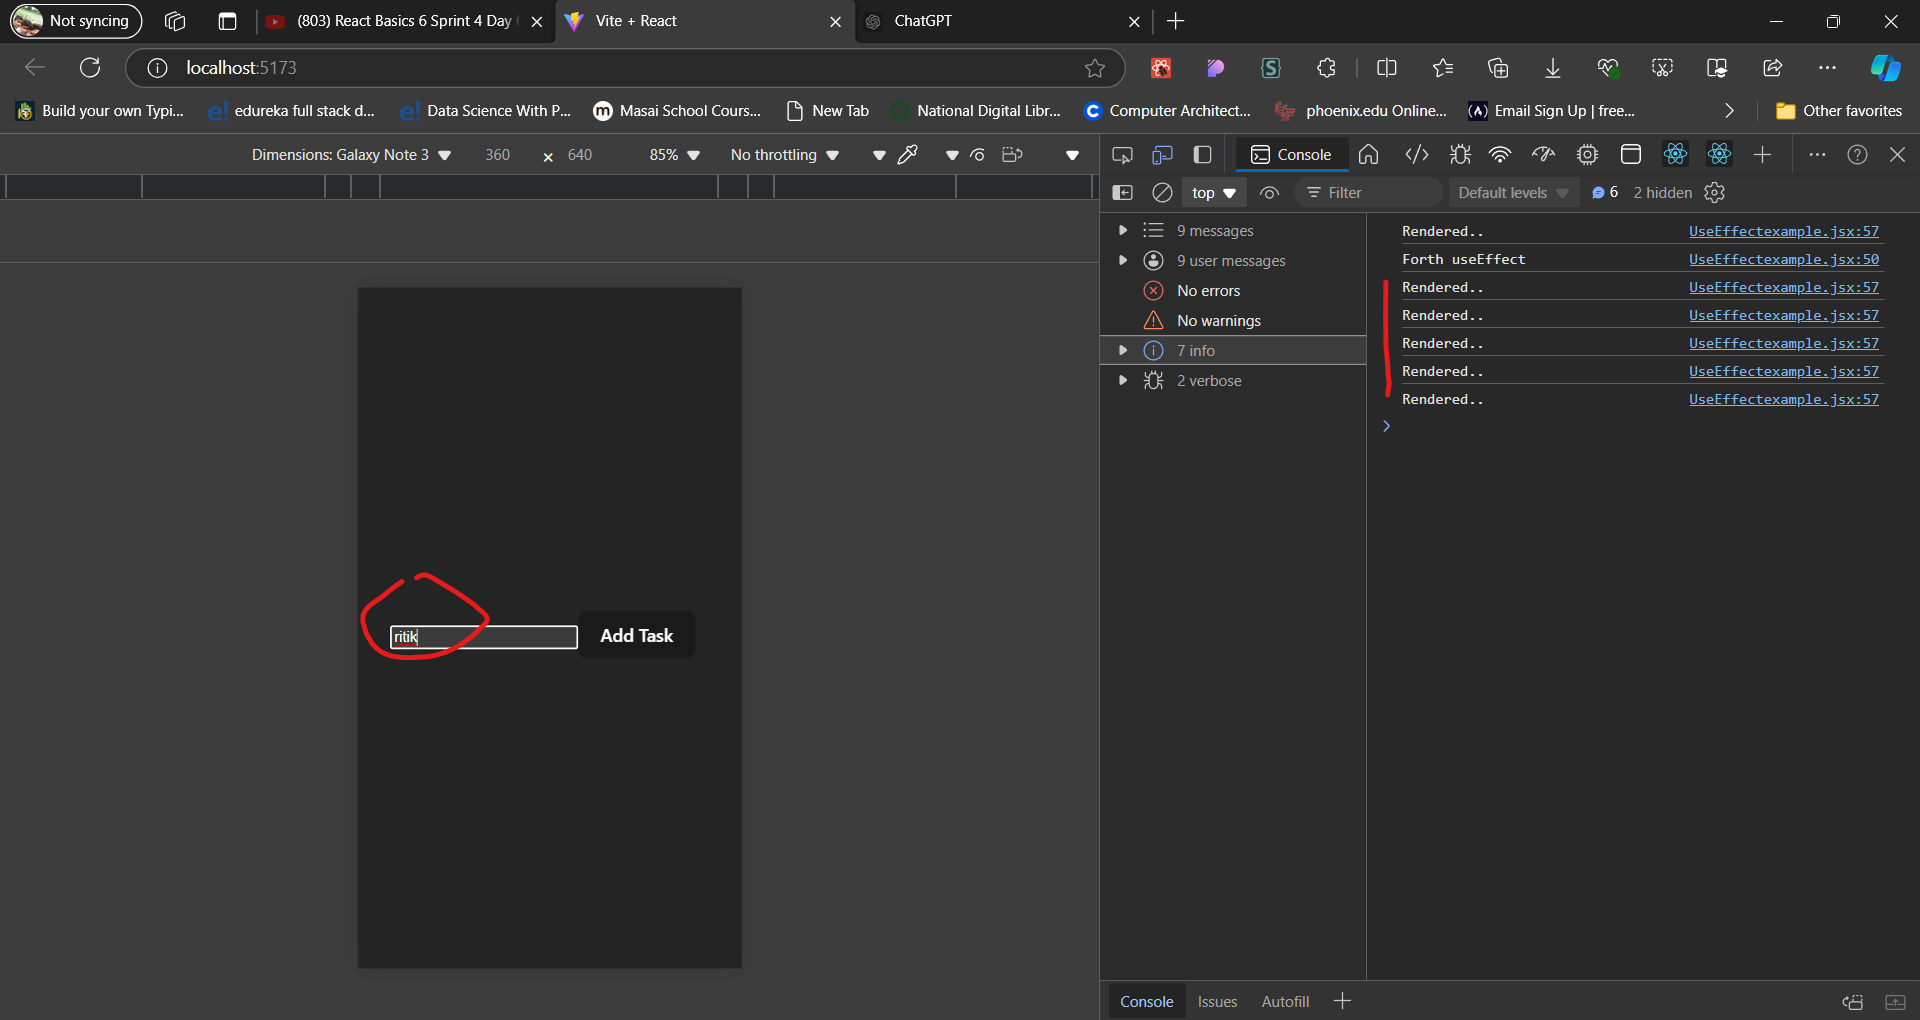 Not syncing
(803) React Basics 6 Sprint 4 Day
Vite + React
ChatGPT
localhost:5173
Build your own Typi...
edureka full stack d...
Data Science With P...
Masai School Cours...
New Tab
National Digital Libr...
Computer Architect...
phoenix.edu Online...
Email Sign Up | free...
Other favorites
Dimensions: Galaxy Note 3
360
×
640
85%
No throttling
Console
top
Filter
Default levels
6
2 hidden
9 messages
9 user messages
No errors
No warnings
7 info
2 verbose
Rendered.. UseEffectexample.jsx:57
Forth useEffect UseEffectexample.jsx:50
Rendered.. UseEffectexample.jsx:57
Rendered.. UseEffectexample.jsx:57
Rendered.. UseEffectexample.jsx:57
Rendered.. UseEffectexample.jsx:57
Rendered.. UseEffectexample.jsx:57
ritik
Add Task
Console
Issues
Autofill